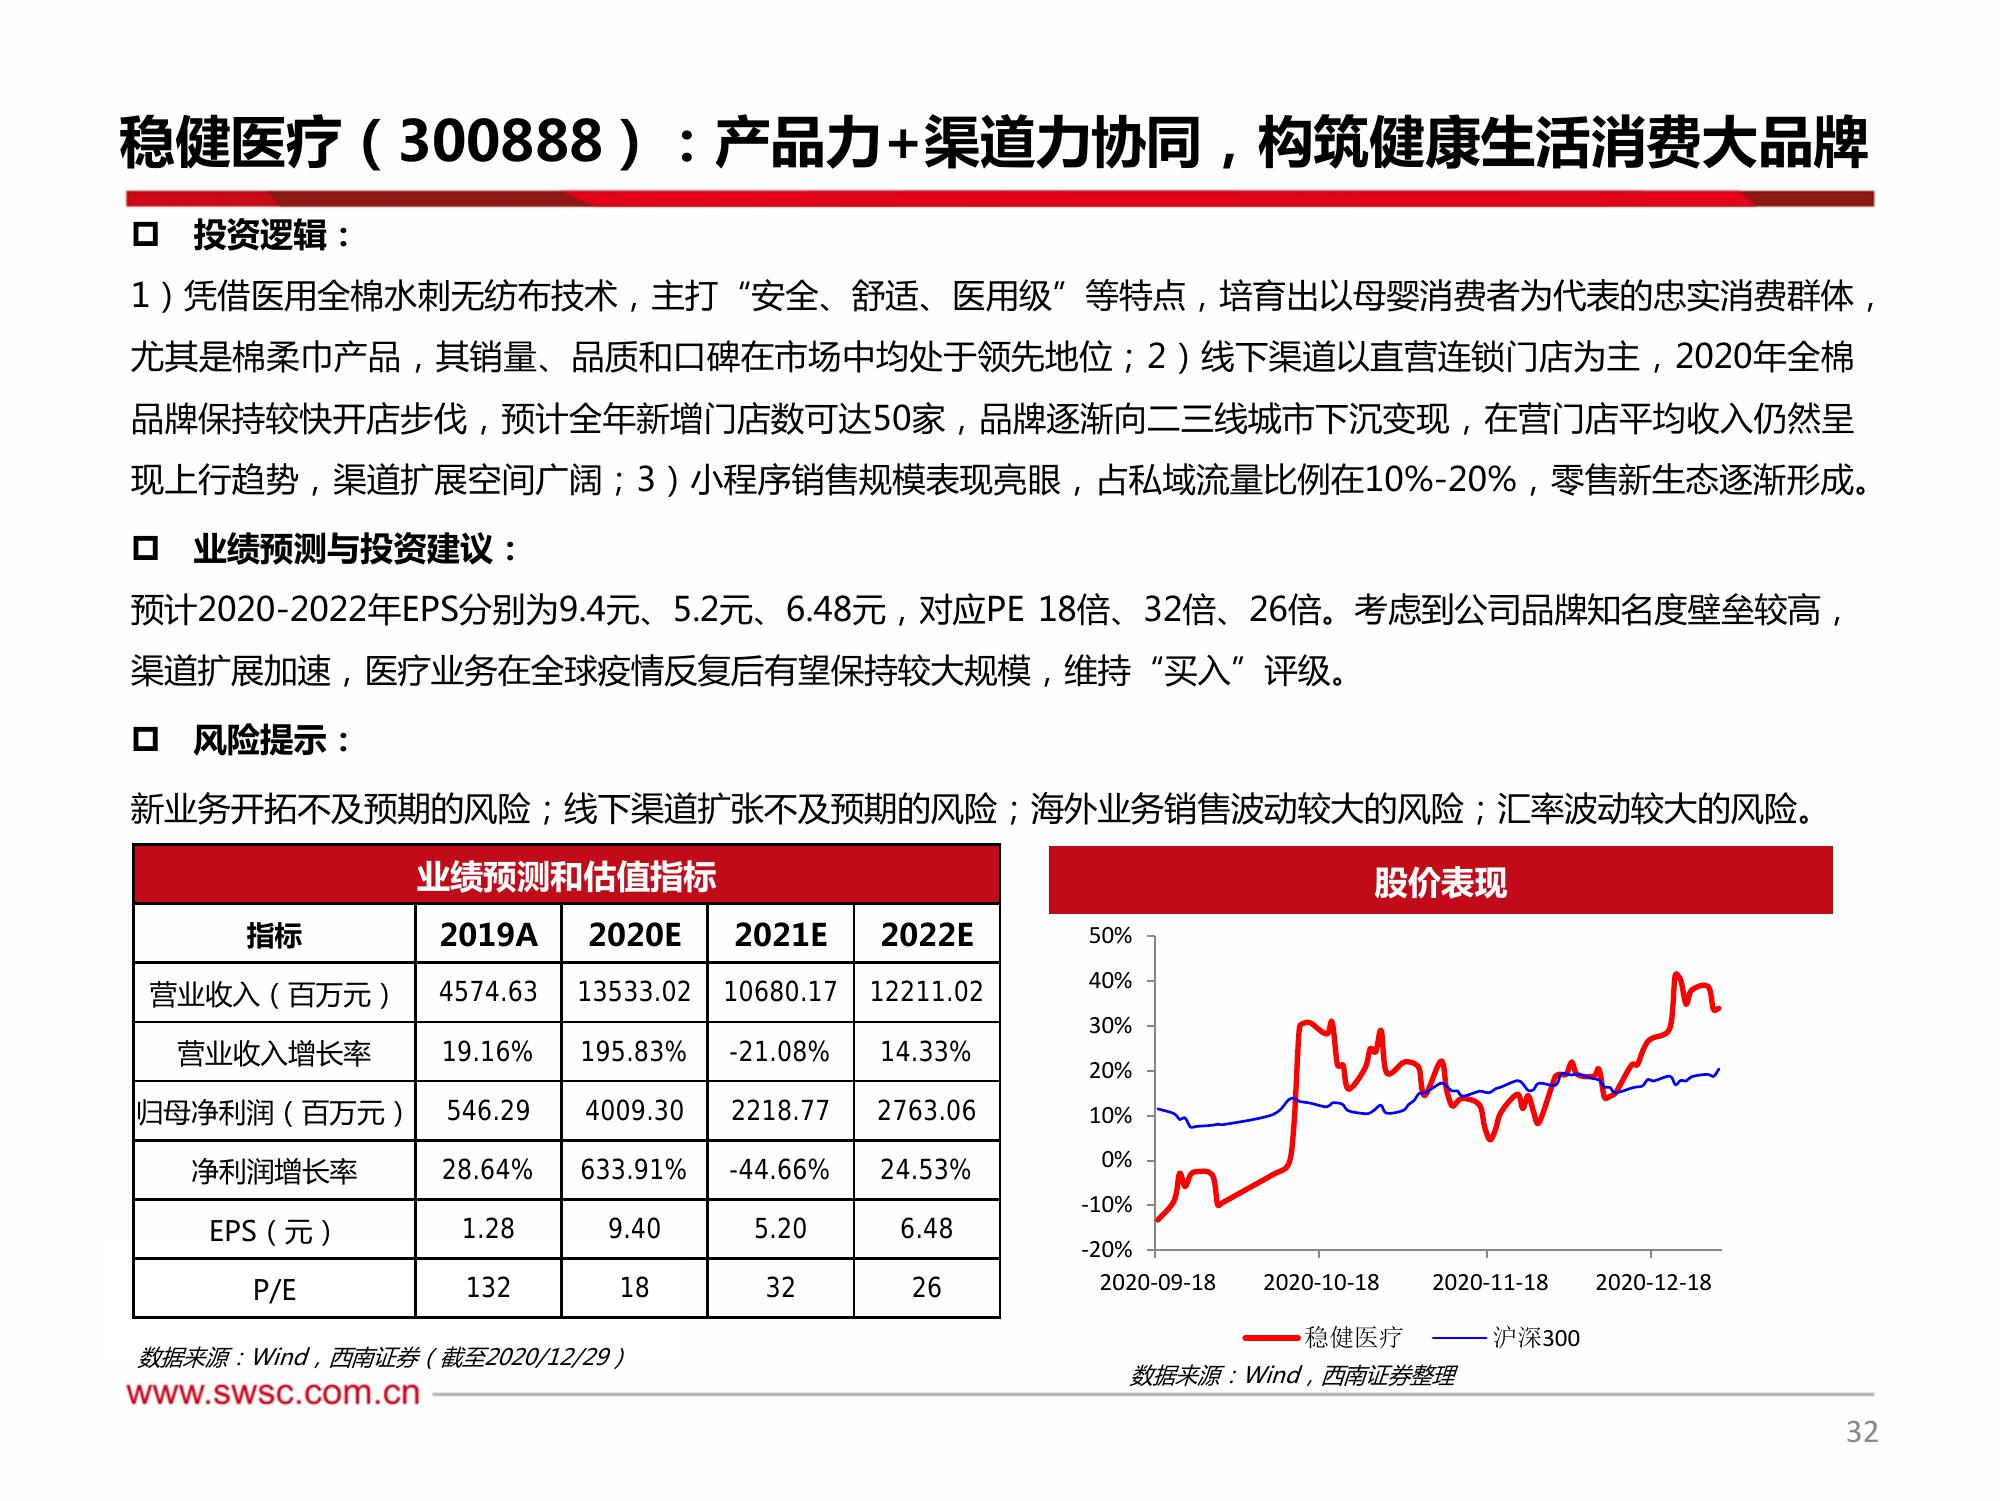 稳健医疗（300888）：产品力+渠道力协同，构筑健康生活消费大品牌
投资逻辑：
1）凭借医用全棉水刺无纺布技术，主打“安全、舒适、医用级”等特点，培育出以母婴消费者为代表的忠实消费群体，
尤其是棉柔巾产品，其销量、品质和口碑在市场中均处于领先地位；2）线下渠道以直营连锁门店为主，2020年全棉
品牌保持较快开店步伐，预计全年新增门店数可达50家，品牌逐渐向二三线城市下沉变现，在营门店平均收入仍然呈
现上行趋势，渠道扩展空间广阔；3）小程序销售规模表现亮眼，占私域流量比例在10%-20%，零售新生态逐渐形成。
业绩预测与投资建议：
预计2020-2022年EPS分别为9.4元、5.2元、6.48元，对应PE 18倍、32倍、26倍。考虑到公司品牌知名度壁垒较高，
渠道扩展加速，医疗业务在全球疫情反复后有望保持较大规模，维持“买入”评级。
风险提示：
新业务开拓不及预期的风险；线下渠道扩张不及预期的风险；海外业务销售波动较大的风险；汇率波动较大的风险。
业绩预测和估值指标
指标 2019A 2020E 2021E 2022E
营业收入（百万元） 4574.63 13533.02 10680.17 12211.02
营业收入增长率 19.16% 195.83% -21.08% 14.33%
归母净利润（百万元） 546.29 4009.30 2218.77 2763.06
净利润增长率 28.64% 633.91% -44.66% 24.53%
EPS（元） 1.28 9.40 5.20 6.48
P/E 132 18 32 26
数据来源：Wind，西南证券（截至2020/12/29）
股价表现
50%
40%
30%
20%
10%
0%
-10%
-20%
2020-09-18 2020-10-18 2020-11-18 2020-12-18
稳健医疗 沪深300
数据来源：Wind，西南证券整理
www.swsc.com.cn
32